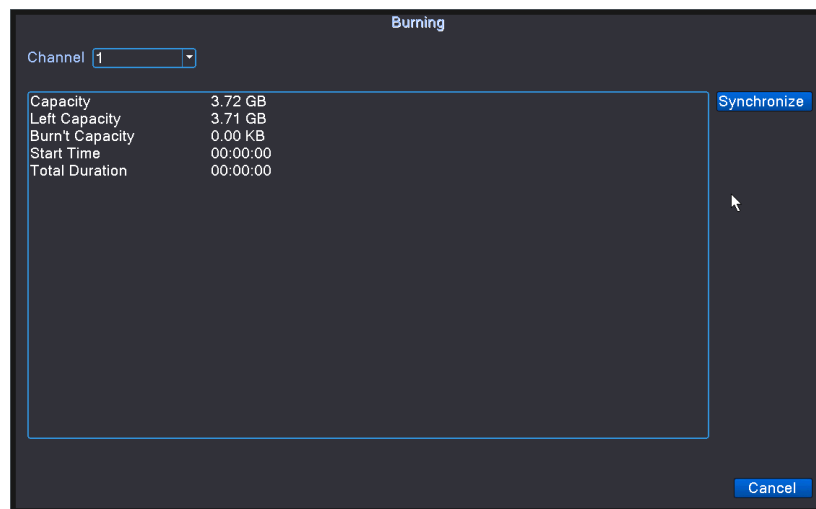 Burning
Channel 1
Capacity 3.72 GB
Synchronize
Left Capacity 3.71 GB
Burn't Capacity 0.00 KB
Start Time 00:00:00
Total Duration 00:00:00
Cancel